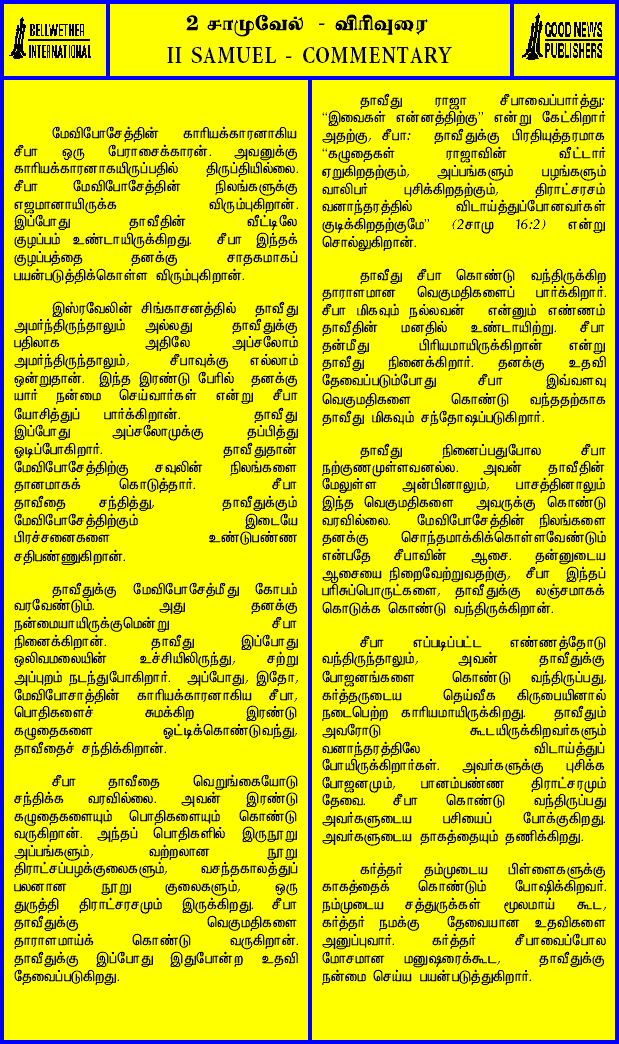 BELLWETHER
INTERNATIONAL
2 சாமுவேல் - விரிவுரை
II SAMUEL - COMMENTARY
GOOD NEWS
PUBLISHERS
மேவிபோசேத்தின் காரியக்காரனாகிய
சீபா ஒரு பேராசைக்காரன். அவனுக்கு
காரியக்காரனாகயிருப்பதில் திருப்தியில்லை.
சீபா மேவிபோசேத்தின் நிலங்களுக்கு
எஜமானாயிருக்க விரும்புகிறான்.
இப்போது தாவீதின் வீட்டிலே
குழப்பம் உண்டாயிருக்கிறது. சீபா இந்தக்
குழப்பத்தை தனக்கு சாதகமாகப்
பயன்படுத்திக்கொள்ள விரும்புகிறான்.
இஸ்ரவேலின் சிங்காசனத்தில் தாவீது
அமர்ந்திருந்தாலும் அல்லது தாவீதுக்கு
பதிலாக அதிலே அப்சலோம்
அமர்ந்திருந்தாலும், சீபாவுக்கு எல்லாம்
ஒன்றுதான். இந்த இரண்டு பேரில் தனக்கு
யார் நன்மை செய்வார்கள் என்று சீபா
யோசித்துப் பார்க்கிறான். தாவீது
இப்போது அப்சலோமுக்கு தப்பித்து
ஓடிப்போகிறார். தாவீதுதான்
மேவிபோசேத்திற்கு சவுலின் நிலங்களை
தானமாகக் கொடுத்தார். சீபா
தாவீதை சந்தித்து, தாவீதுக்கும்
மேவிபோசேத்திற்கும் இடையே
பிரச்சனைகளை உண்டுபண்ண
சதிபண்ணுகிறான்.
தாவீதுக்கு மேவிபோசேத்மீது கோபம்
வரவேண்டும். அது தனக்கு
நன்மையாயிருக்குமென்று சீபா
நினைக்கிறான். தாவீது இப்போது
ஒலிவமலையின் உச்சியிலிருந்து, சற்று
அப்புறம் நடந்துபோகிறார். அப்போது, இதோ,
மேவிபோசாத்தின் காரியக்காரனாகிய சீபா,
பொதிகளைச் சுமக்கிற இரண்டு
கழுதைகளை ஓட்டிக்கொண்டுவந்து,
தாவீதைச் சந்திக்கிறான்.
சீபா தாவீதை வெறுங்கையோடு
சந்திக்க வரவில்லை. அவன் இரண்டு
கழுதைகளையும் பொதிகளையும் கொண்டு
வருகிறான். அந்தப் பொதிகளில் இருநூறு
அப்பங்களும், வற்றலான நூறு
திராட்சப்பழக்குலைகளும், வசந்தகாலத்துப்
பலனான நூறு குலைகளும், ஒரு
துருத்தி திராட்சரசமும் இருக்கிறது. சீபா
தாவீதுக்கு வெகுமதிகளை
தாராளமாய்க் கொண்டு வருகிறான்.
தாவீதுக்கு இப்போது இதுபோன்ற உதவி
தேவைப்படுகிறது.
தாவீது ராஜா சீபாவைப்பார்த்து:
“இவைகள் என்னத்திற்கு” என்று கேட்கிறார்
அதற்கு, சீபா: தாவீதுக்கு பிரதியுத்தரமாக
“கழுதைகள் ராஜாவின் வீட்டார்
ஏறுகிறதற்கும், அப்பங்களும் பழங்களும்
வாலிபர் புசிக்கிறதற்கும், திராட்சரசம்
வனாந்தரத்தில் விடாய்த்துப்போனவர்கள்
குடிக்கிறதற்குமே” (2சாமு 16:2) என்று
சொல்லுகிறான்.
தாவீது சீபா கொண்டு வந்திருக்கிற
தாராளமான வெகுமதிகளைப் பார்க்கிறார்.
சீபா மிகவும் நல்லவன் என்னும் எண்ணம்
தாவீதின் மனதில் உண்டாயிற்று. சீபா
தன்மீது பிரியமாயிருக்கிறான் என்று
தாவீது நினைக்கிறார். தனக்கு உதவி
தேவைப்படும்போது சீபா இவ்வளவு
வெகுமதிகளை கொண்டு வந்ததற்காக
தாவீது மிகவும் சந்தோஷப்படுகிறார்.
தாவீது நினைப்பதுபோல சீபா
நற்குணமுள்ளவனல்ல. அவன் தாவீதின்
மேலுள்ள அன்பினாலும், பாசத்தினாலும்
இந்த வெகுமதிகளை அவருக்கு கொண்டு
வரவில்லை. மேவிபோசேத்தின் நிலங்களை
தனக்கு சொந்தமாக்கிக்கொள்ளவேண்டும்
என்பதே சீபாவின் ஆசை. தன்னுடைய
ஆசையை நிறைவேற்றுவதற்கு, சீபா இந்தப்
பரிசுப்பொருட்களை, தாவீதுக்கு லஞ்சமாகக்
கொடுக்க கொண்டு வந்திருக்கிறான்.
சீபா எப்படிப்பட்ட எண்ணத்தோடு
வந்திருந்தாலும், அவன் தாவீதுக்கு
போஜனங்களை கொண்டு வந்திருப்பது,
கர்த்தருடைய தெய்வீக கிருபையினால்
நடைபெற்ற காரியமாயிருக்கிறது. தாவீதும்
அவரோடு கூடயிருக்கிறவர்களும்
வனாந்தரத்திலே விடாய்த்துப்
போயிருக்கிறார்கள். அவர்களுக்கு புசிக்க
போஜனமும், பானம்பண்ண திராட்சரமும்
தேவை. சீபா கொண்டு வந்திருப்பது
அவர்களுடைய பசியைப் போக்குகிறது.
அவர்களுடைய தாகத்தையும் தணிக்கிறது.
கர்த்தர் தம்முடைய பிள்ளைகளுக்கு
காகத்தைக் கொண்டும் போஷிக்கிறவர்.
நம்முடைய சத்துருக்கள் மூலமாய் கூட,
கர்த்தர் நமக்கு தேவையான உதவிகளை
அனுப்புவார். கர்த்தர் சீபாவைப்போல
மோசமான மனுஷரைக்கூட, தாவீதுக்கு
நன்மை செய்ய பயன்படுத்துகிறார்.